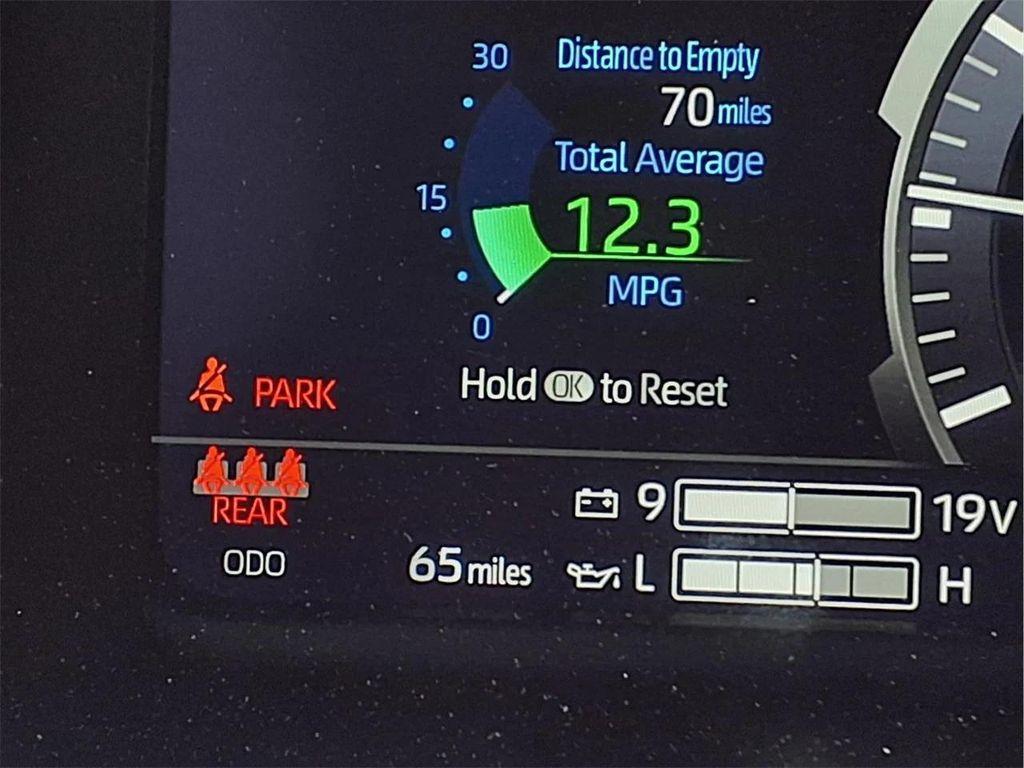 30
Distance to Empty
70 miles
Total Average
15
12.3
MPG
0
PARK
Hold OK to Reset
REAR
9 19V
ODO 65 miles
L H